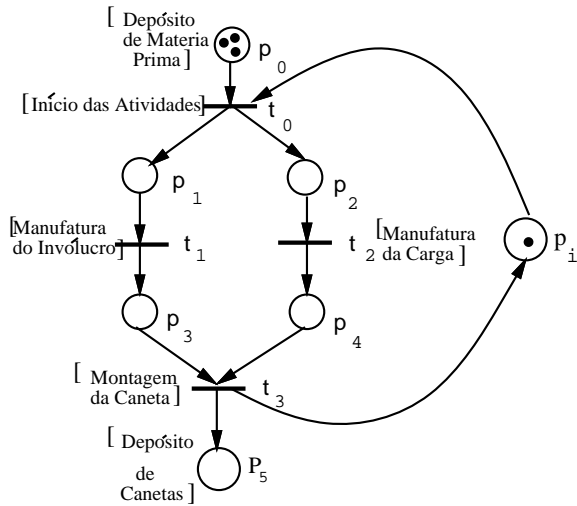 [ Depósito
de Materia
Prima ]
p 0
[Início das Atividades]
t 0
p 1
p 2
[Manufatura
do Invólucro]
t 1
t 2
[Manufatura
da Carga ]
p i
p 3
p 4
[ Montagem
da Caneta ]
t 3
[ Depósito
de
Canetas ]
P 5